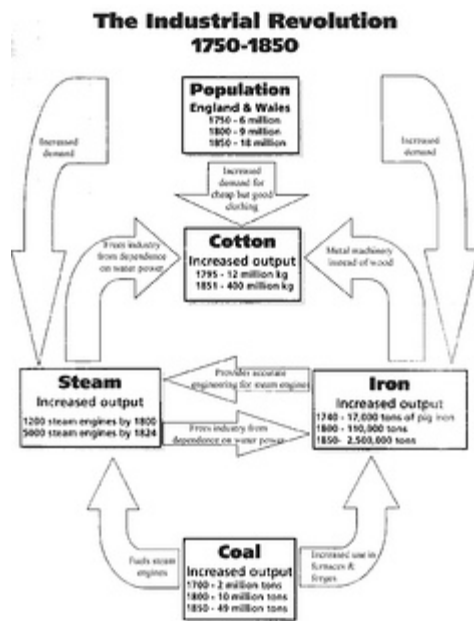 The Industrial Revolution
1750-1850
Population
England & Wales
1750 - 6 million
1800 - 9 million
1850 - 18 million
Increased
demand
Increased
demand for
cheap but good
clothing
Increased
demand
Frees industry
from dependence
on water power
Cotton
Increased output
1795 - 12 million kg
1851 - 400 million kg
Metal machinery
instead of wood
Steam
Increased output
1200 steam engines by 1800
5000 steam engines by 1824
Provides accurate
engineering for steam engines
Frees industry from
dependence on water power
Iron
Increased output
1740 - 17,000 tons of pig iron
1800 - 110,000 tons
1850- 2,500,000 tons
Fuels steam
engines
Coal
Increased output
1700 - 2 million tons
1800 - 10 million tons
1850 - 49 million tons
Increased use in
furnaces &
forges